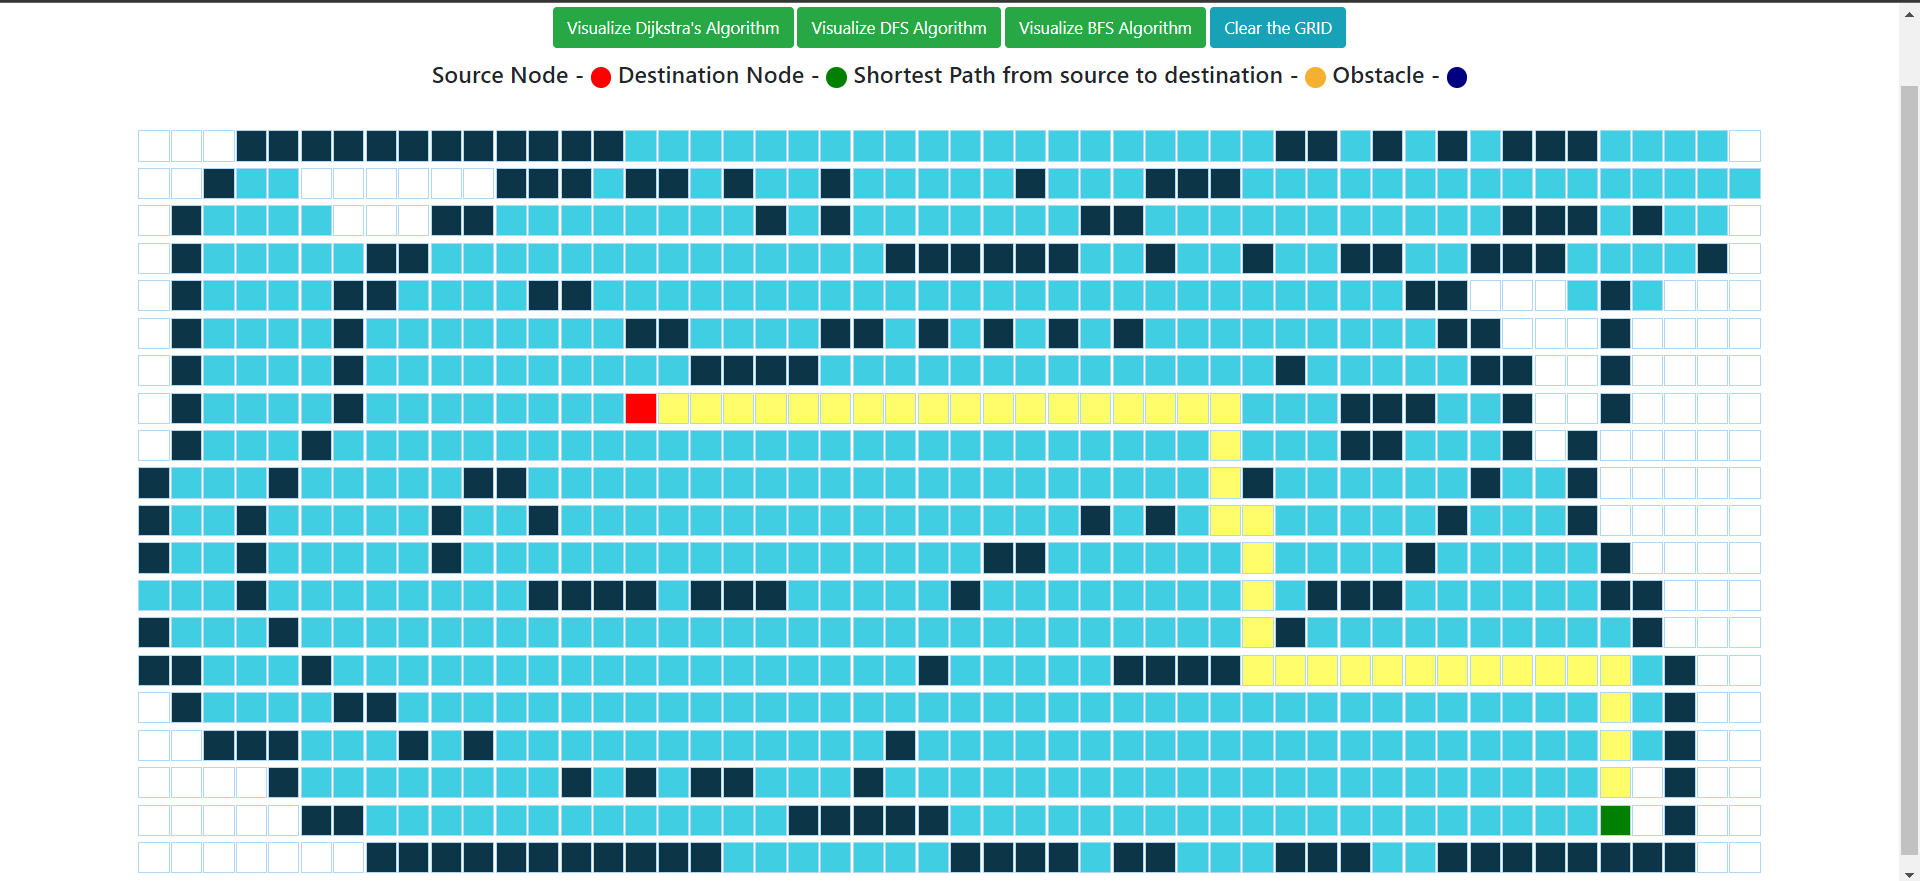 Visualize Dijkstra's Algorithm Visualize DFS Algorithm Visualize BFS Algorithm Clear the GRID
Source Node - Destination Node - Shortest Path from source to destination - Obstacle -